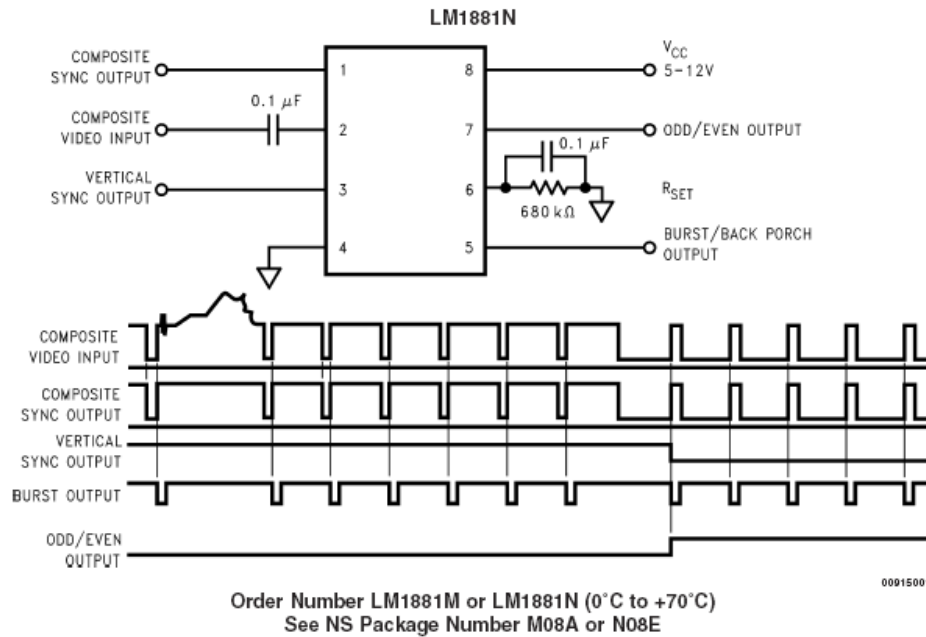 LM1881N
COMPOSITE
SYNC OUTPUT
1
8
VCC
5-12V
0.1 μF
COMPOSITE
VIDEO INPUT
2
7
ODD/EVEN OUTPUT
0.1 μF
VERTICAL
SYNC OUTPUT
3
6
680 kΩ
RSET
4
5
BURST/BACK PORCH
OUTPUT
COMPOSITE
VIDEO INPUT
COMPOSITE
SYNC OUTPUT
VERTICAL
SYNC OUTPUT
BURST OUTPUT
ODD/EVEN
OUTPUT
0091500
Order Number LM1881M or LM1881N (0°C to +70°C)
See NS Package Number M08A or N08E